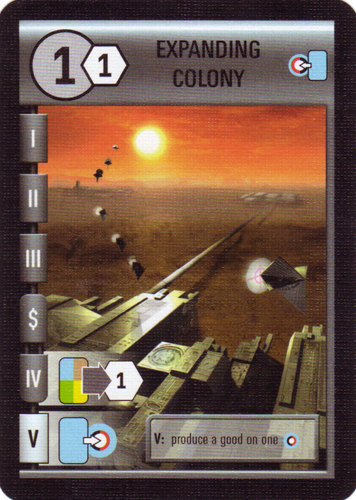 1 1
EXPANDING
COLONY
I
II
III
$
IV 1
V
V: produce a good on one